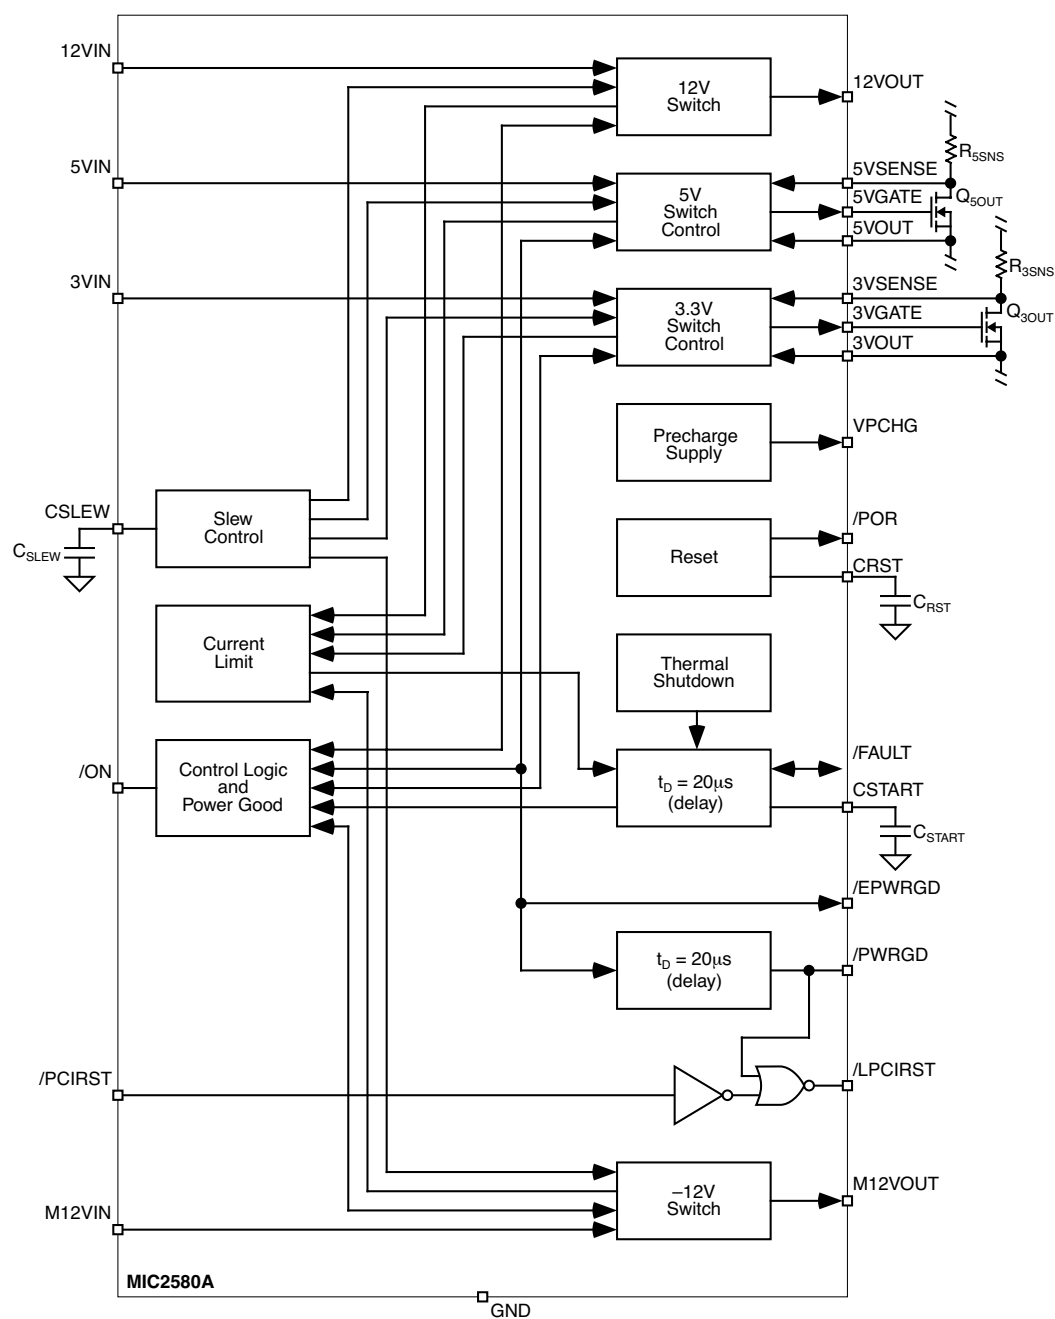 12VIN
12V
Switch
12VOUT
R5SNS
5VIN
5V
Switch
Control
5VSENSE
5VGATE
5VOUT
Q5OUT
R3SNS
3VIN
3.3V
Switch
Control
3VSENSE
3VGATE
3VOUT
Q3OUT
Precharge
Supply
VPCHG
CSLEW
CSLEW
Slew
Control
Reset
/POR
CRST
CRST
Current
Limit
Thermal
Shutdown
/ON
Control Logic
and
Power Good
tD = 20µs
(delay)
/FAULT
CSTART
CSTART
/EPWRGD
tD = 20µs
(delay)
/PWRGD
/PCIRST
/LPCIRST
M12VIN
–12V
Switch
M12VOUT
MIC2580A
GND